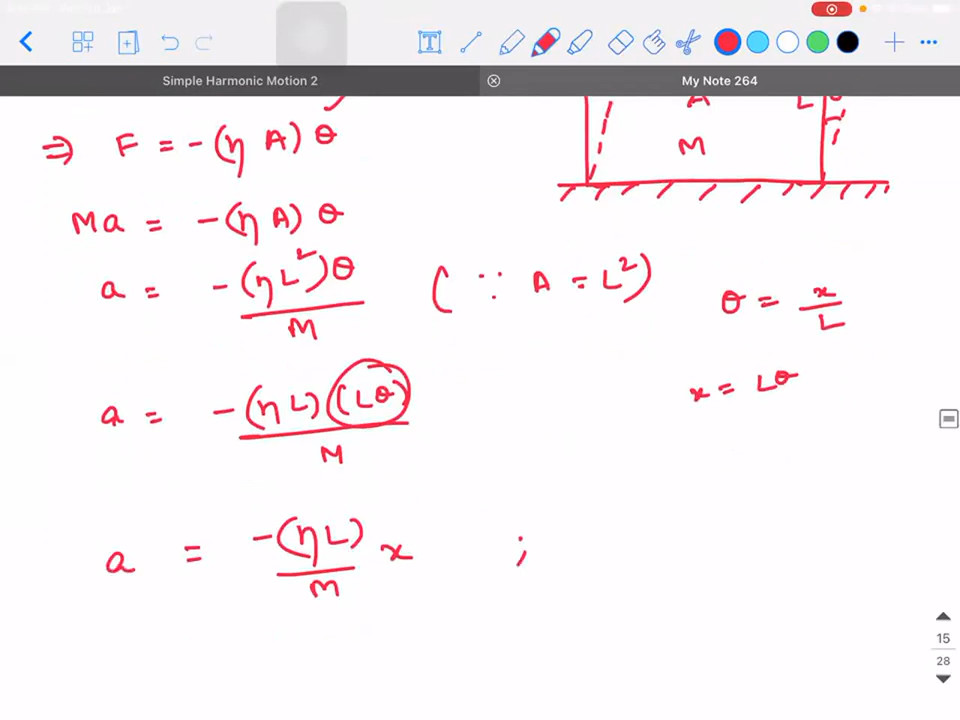 Simple Harmonic Motion 2
My Note 264
⇒ F = -(η A) θ
A
L
M
Ma = -(η A) θ
a = -(η L²)θ / M ( ∵ A = L²)
θ = x / L
x = Lθ
a = -(η L) (Lθ) / M
a = -(η L) / M x ;
15
28